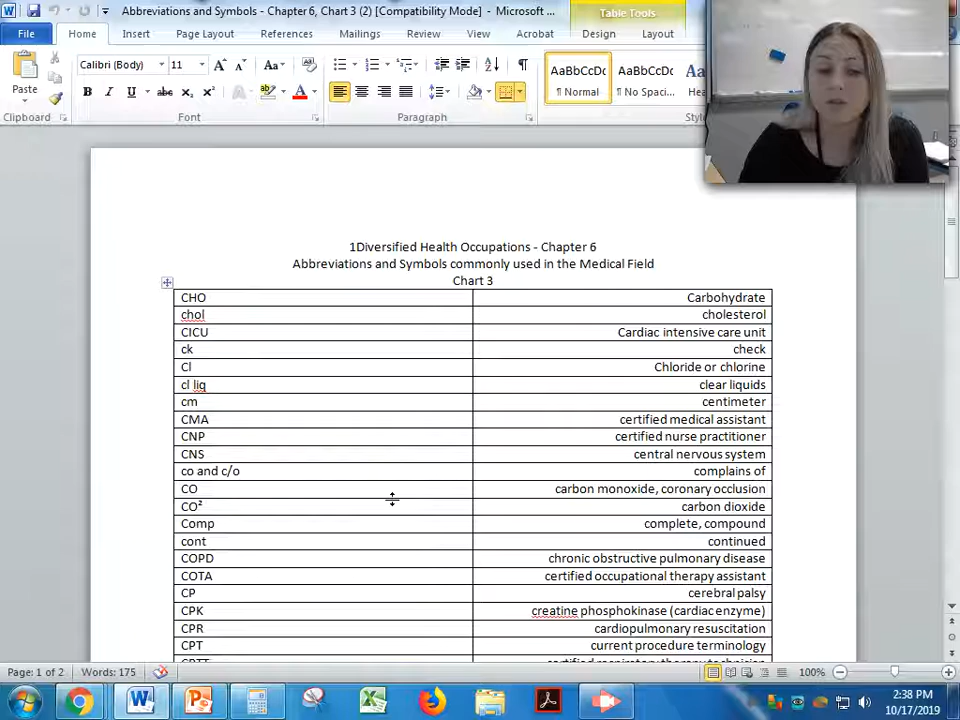 Abbreviations and Symbols - Chapter 6, Chart 3 (2) [Compatibility Mode] - Microsoft ...
Table Tools
File Home Insert Page Layout References Mailings Review View Acrobat Design Layout
Calibri (Body) 11
AaBbCcDc AaBbCcDc
Paste
¶ Normal ¶ No Spaci... Hea
Clipboard Font Paragraph
1Diversified Health Occupations - Chapter 6
Abbreviations and Symbols commonly used in the Medical Field
Chart 3
CHO Carbohydrate
chol cholesterol
CICU Cardiac intensive care unit
ck check
Cl Chloride or chlorine
cl liq clear liquids
cm centimeter
CMA certified medical assistant
CNP certified nurse practitioner
CNS central nervous system
co and c/o complains of
CO carbon monoxide, coronary occlusion
CO² carbon dioxide
Comp complete, compound
cont continued
COPD chronic obstructive pulmonary disease
COTA certified occupational therapy assistant
CP cerebral palsy
CPK creatine phosphokinase (cardiac enzyme)
CPR cardiopulmonary resuscitation
CPT current procedure terminology
Page: 1 of 2 Words: 175 100%
2:38 PM
10/17/2019